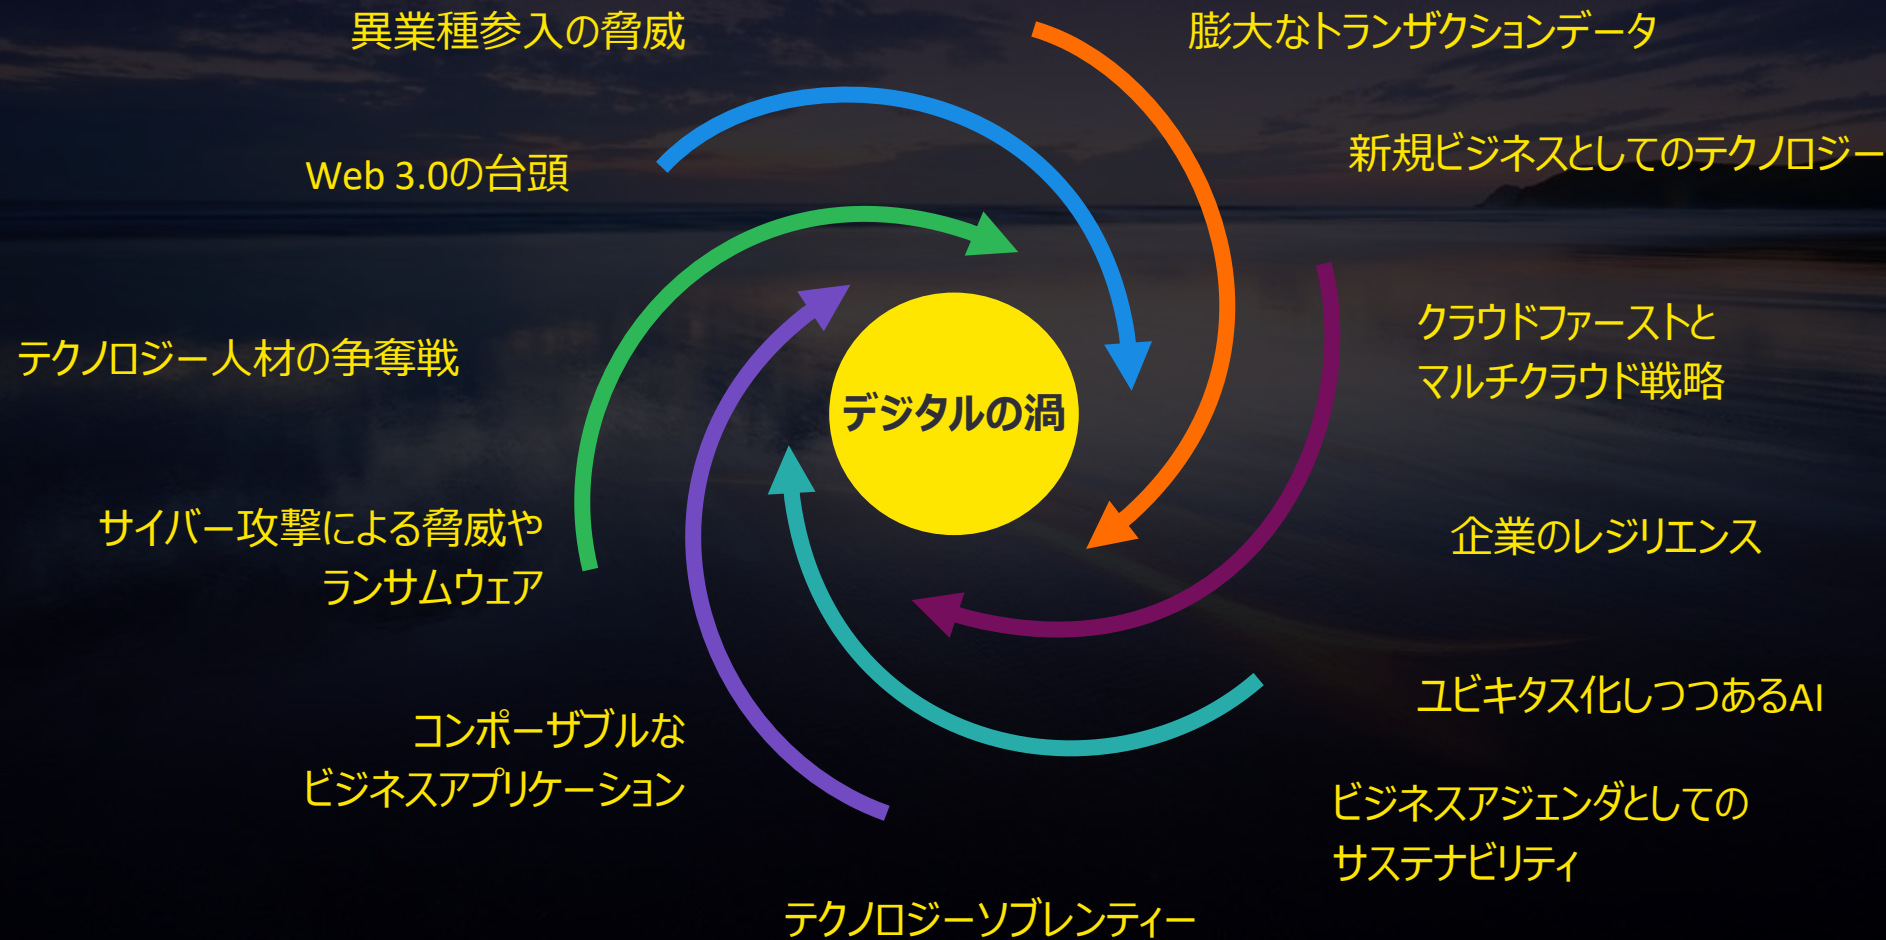 異業種参入の脅威
膨大なトランザクションデータ
Web 3.0の台頭
新規ビジネスとしてのテクノロジー
テクノロジー人材の争奪戦
クラウドファーストと
マルチクラウド戦略
デジタルの渦
サイバー攻撃による脅威や
ランサムウェア
企業のレジリエンス
コンポーザブルな
ビジネスアプリケーション
ユビキタス化しつつあるAI
ビジネスアジェンダとしての
サステナビリティ
テクノロジーソブレンティー